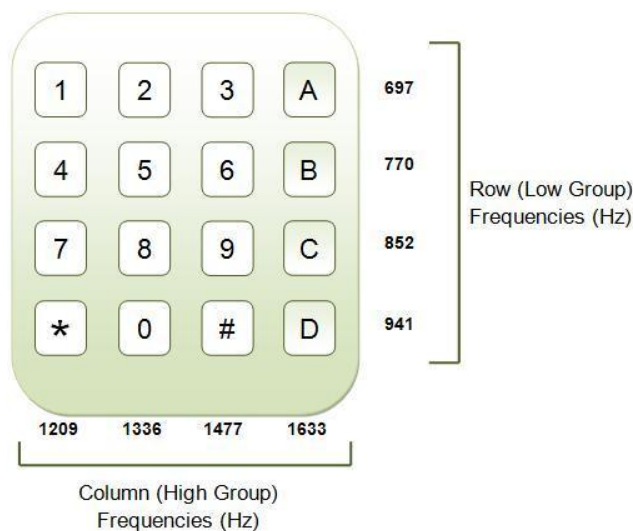 1 2 3 A 697
4 5 6 B 770
Row (Low Group)
Frequencies (Hz)
7 8 9 C 852
* 0 # D 941
1209 1336 1477 1633
Column (High Group)
Frequencies (Hz)